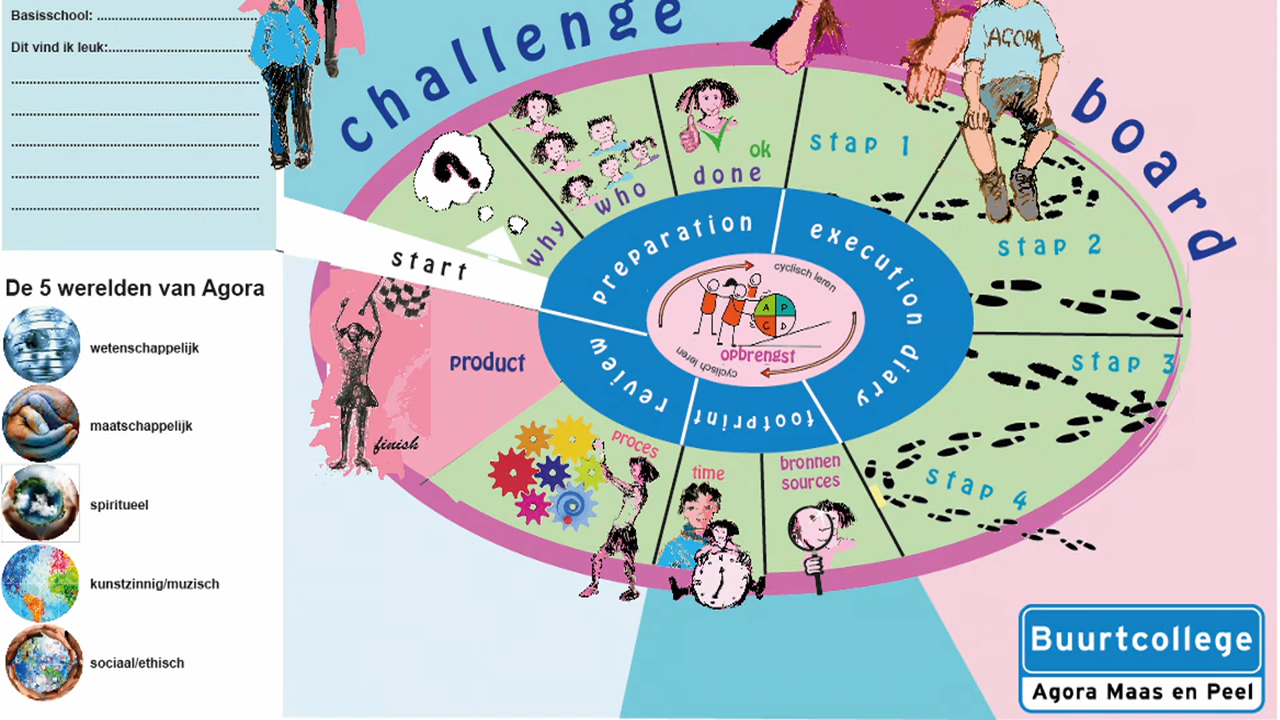 Basisschool: ........................................
Dit vind ik leuk:....................................
challenge
board
AGORA
De 5 werelden van Agora
wetenschappelijk
maatschappelijk
spiritueel
kunstzinnig/muzisch
sociaal/ethisch
start
why
who
ok
done
stap 1
stap 2
stap 3
stap 4
preparation
execution diary
footprint
review
cyclisch leren
A P
C D
opbrengst
cyclisch leren
product
finish
proces
time
bronnen
sources
Buurtcollege
Agora Maas en Peel